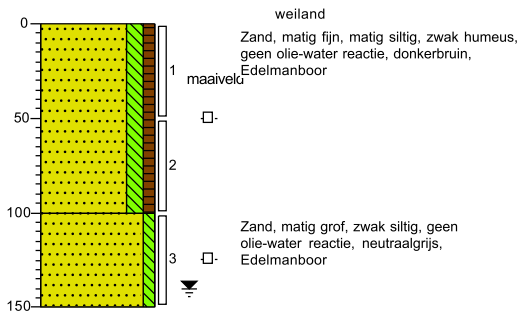 weiland
0
Zand, matig fijn, matig siltig, zwak humeus,
geen olie-water reactie, donkerbruin,
Edelmanboor
1
maaiveld
50
2
100
Zand, matig grof, zwak siltig, geen
olie-water reactie, neutraalgrijs,
Edelmanboor
3
150